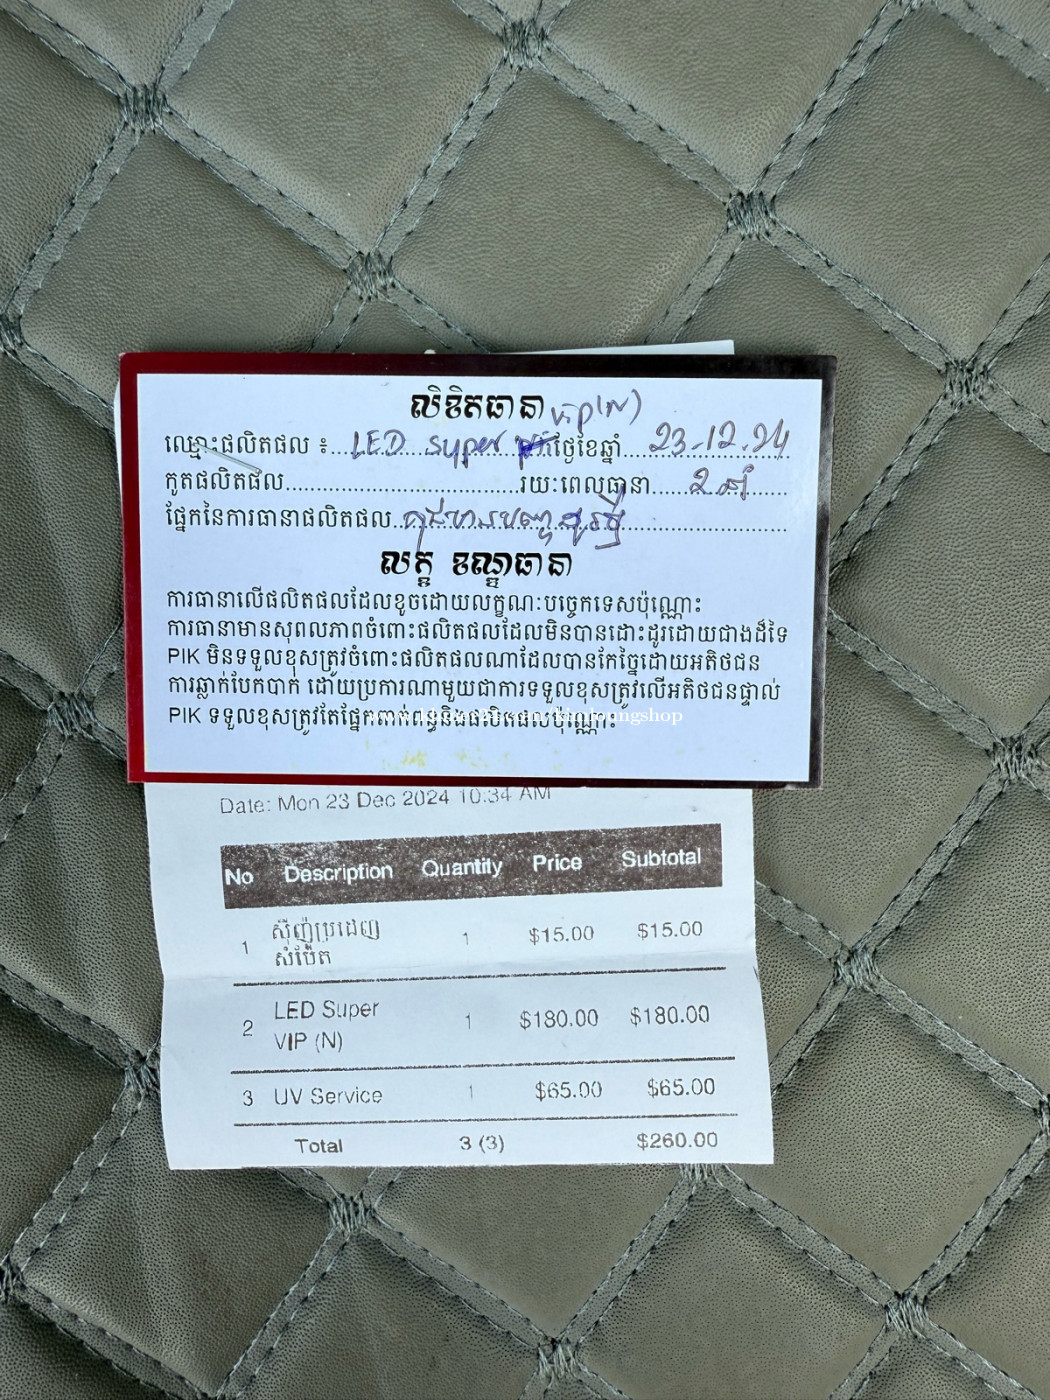 លិខិតធានា VIP(N)
ឈ្មោះផលិតផល ៖ LED Super ថ្ងៃខែឆ្នាំ 23-12-24
កូតផលិតផល រយៈពេលធានា 2 ឆ្នាំ
ផ្នែកនៃការធានាផលិតផល
លក្ខ ខណ្ឌធានា
ការធានាលើផលិតផលដែលខូចដោយលក្ខណៈបច្ចេកទេសប៉ុណ្ណោះ
ការធានាមានសុពលភាពចំពោះផលិតផលដែលមិនបានដោះដូរដោយជាងដ៏ទៃ
PIK មិនទទួលខុសត្រូវចំពោះផលិតផលណាដែលបានកែច្នៃដោយអតិថជន
ការធ្លាក់បែកបាក់ ដោយប្រការណាមួយជាការទទួលខុសត្រូវលើអតិថជនផ្ទាល់
PIK ទទួលខុសត្រូវតែផ្នែក
Date: Mon 23 Dec 2024 10:34 AM
No Description Quantity Price Subtotal
1 ស៊ីញ៉ូប្រដេញ 1 $15.00 $15.00
សំប៉ែត
2 LED Super 1 $180.00 $180.00
VIP (N)
3 UV Service 1 $65.00 $65.00
Total 3 (3) $260.00